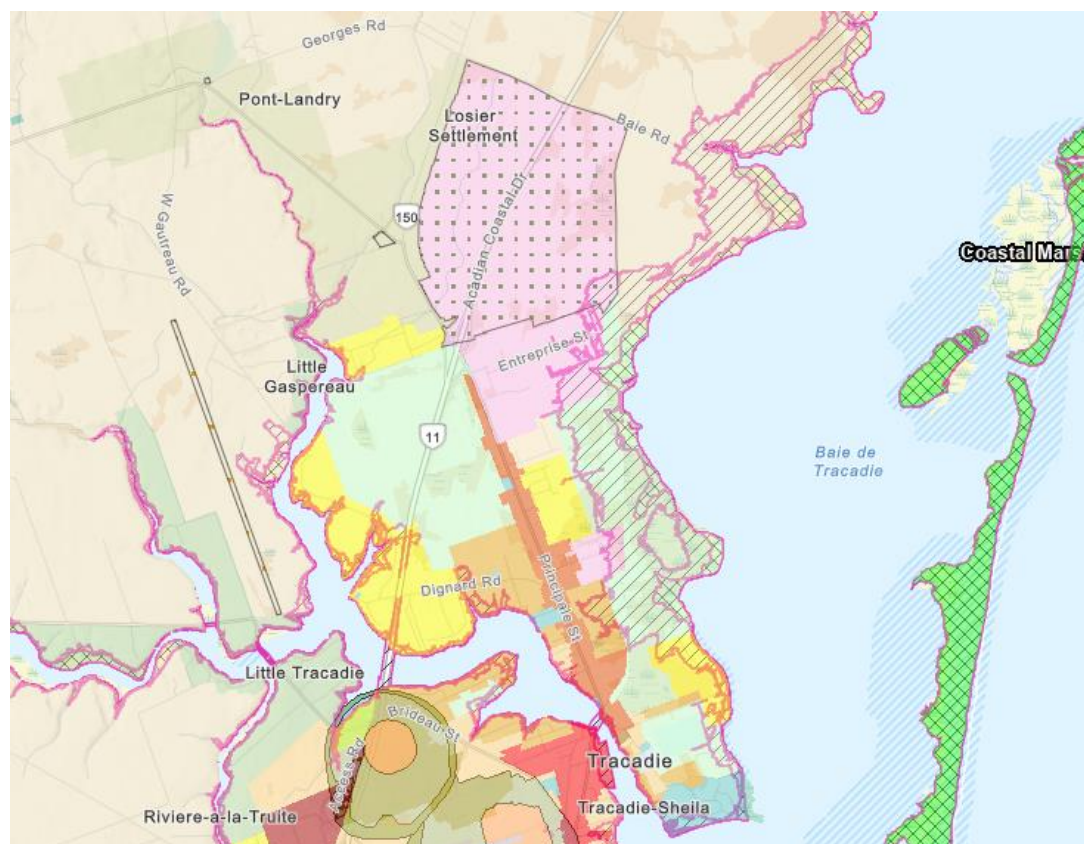 Georges Rd
Pont-Landry
Losier
Settlement
Baie Rd
W Gautreau Rd
150
Acadian Coastal Dr
Coastal Mars
Entreprise St
Little
Gaspereau
11
Baie de
Tracadie
Dignard Rd
Principale St
Little Tracadie
Brideau St
Access Rd
Tracadie
Tracadie-Sheila
Riviere-a-la-Truite